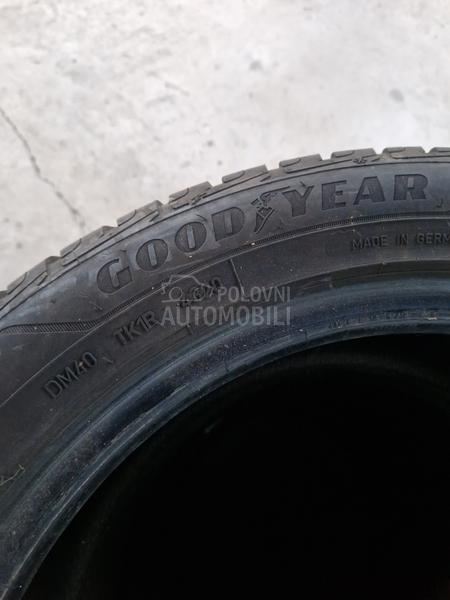 GOODYEAR
MADE IN GERM
DM40 TK1R
POLOVNI
AUTOMOBILI